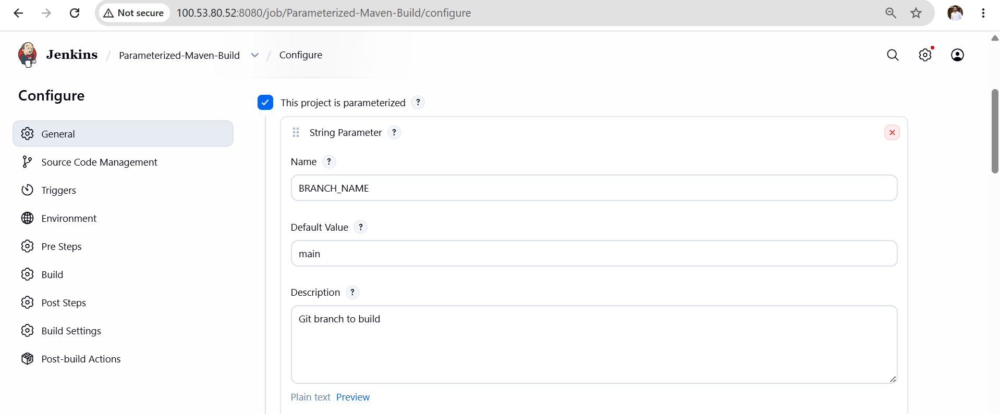 Not secure 100.53.80.52:8080/job/Parameterized-Maven-Build/configure
Jenkins / Parameterized-Maven-Build / Configure
Configure
General
Source Code Management
Triggers
Environment
Pre Steps
Build
Post Steps
Build Settings
Post-build Actions
This project is parameterized ?
String Parameter ?
Name ?
BRANCH_NAME
Default Value ?
main
Description ?
Git branch to build
Plain text Preview